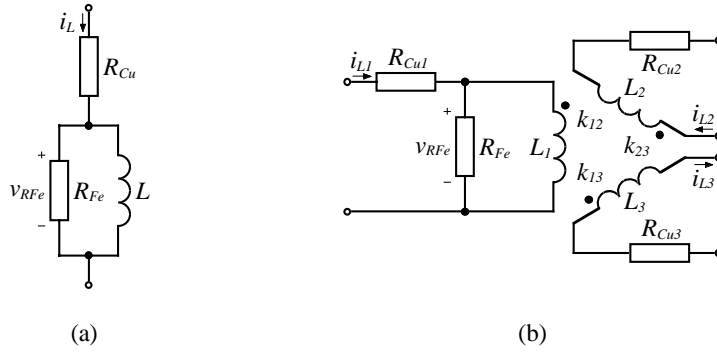 i_L
R_Cu
+
v_RFe R_Fe L
−
(a)
i_L1 R_Cu1
+
v_RFe R_Fe L_1
−
k_12
k_13
k_23
R_Cu2
L_2
i_L2
i_L3
L_3
R_Cu3
(b)